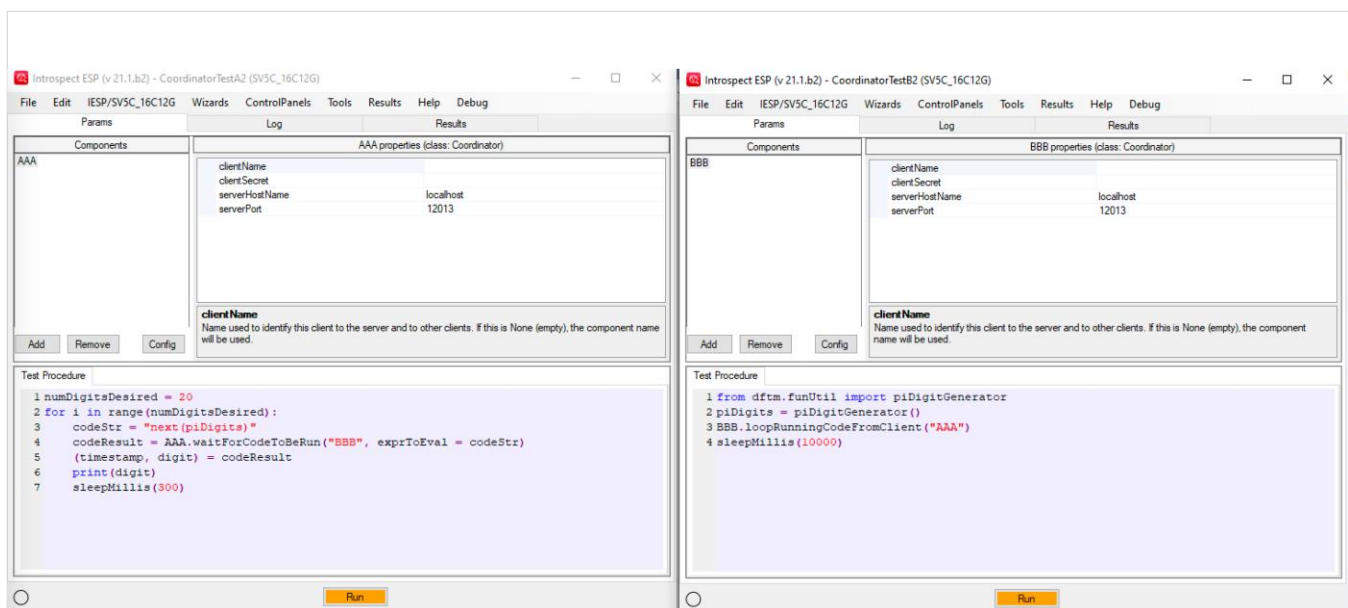 Introspect ESP (v 21.1.b2) - CoordinatorTestA2 (SV5C_16C12G)
File Edit IESP/SV5C_16C12G Wizards ControlPanels Tools Results Help Debug
Params Log Results
Components AAA properties (class: Coordinator)
AAA
clientName
clientSecret
serverHostName localhost
serverPort 12013
clientName
Name used to identify this client to the server and to other clients. If this is None (empty), the component name
will be used.
Add Remove Config
Test Procedure
1 numDigitsDesired = 20
2 for i in range(numDigitsDesired):
3     codeStr = "next(piDigits)"
4     codeResult = AAA.waitForCodeToBeRun("BBB", exprToEval = codeStr)
5     (timestamp, digit) = codeResult
6     print(digit)
7     sleepMillis(300)
Run
Introspect ESP (v 21.1.b2) - CoordinatorTestB2 (SV5C_16C12G)
File Edit IESP/SV5C_16C12G Wizards ControlPanels Tools Results Help Debug
Params Log Results
Components BBB properties (class: Coordinator)
BBB
clientName
clientSecret
serverHostName localhost
serverPort 12013
clientName
Name used to identify this client to the server and to other clients. If this is None (empty), the component
name will be used.
Add Remove Config
Test Procedure
1 from dftm.funUtil import piDigitGenerator
2 piDigits = piDigitGenerator()
3 BBB.loopRunningCodeFromClient("AAA")
4 sleepMillis(10000)
Run